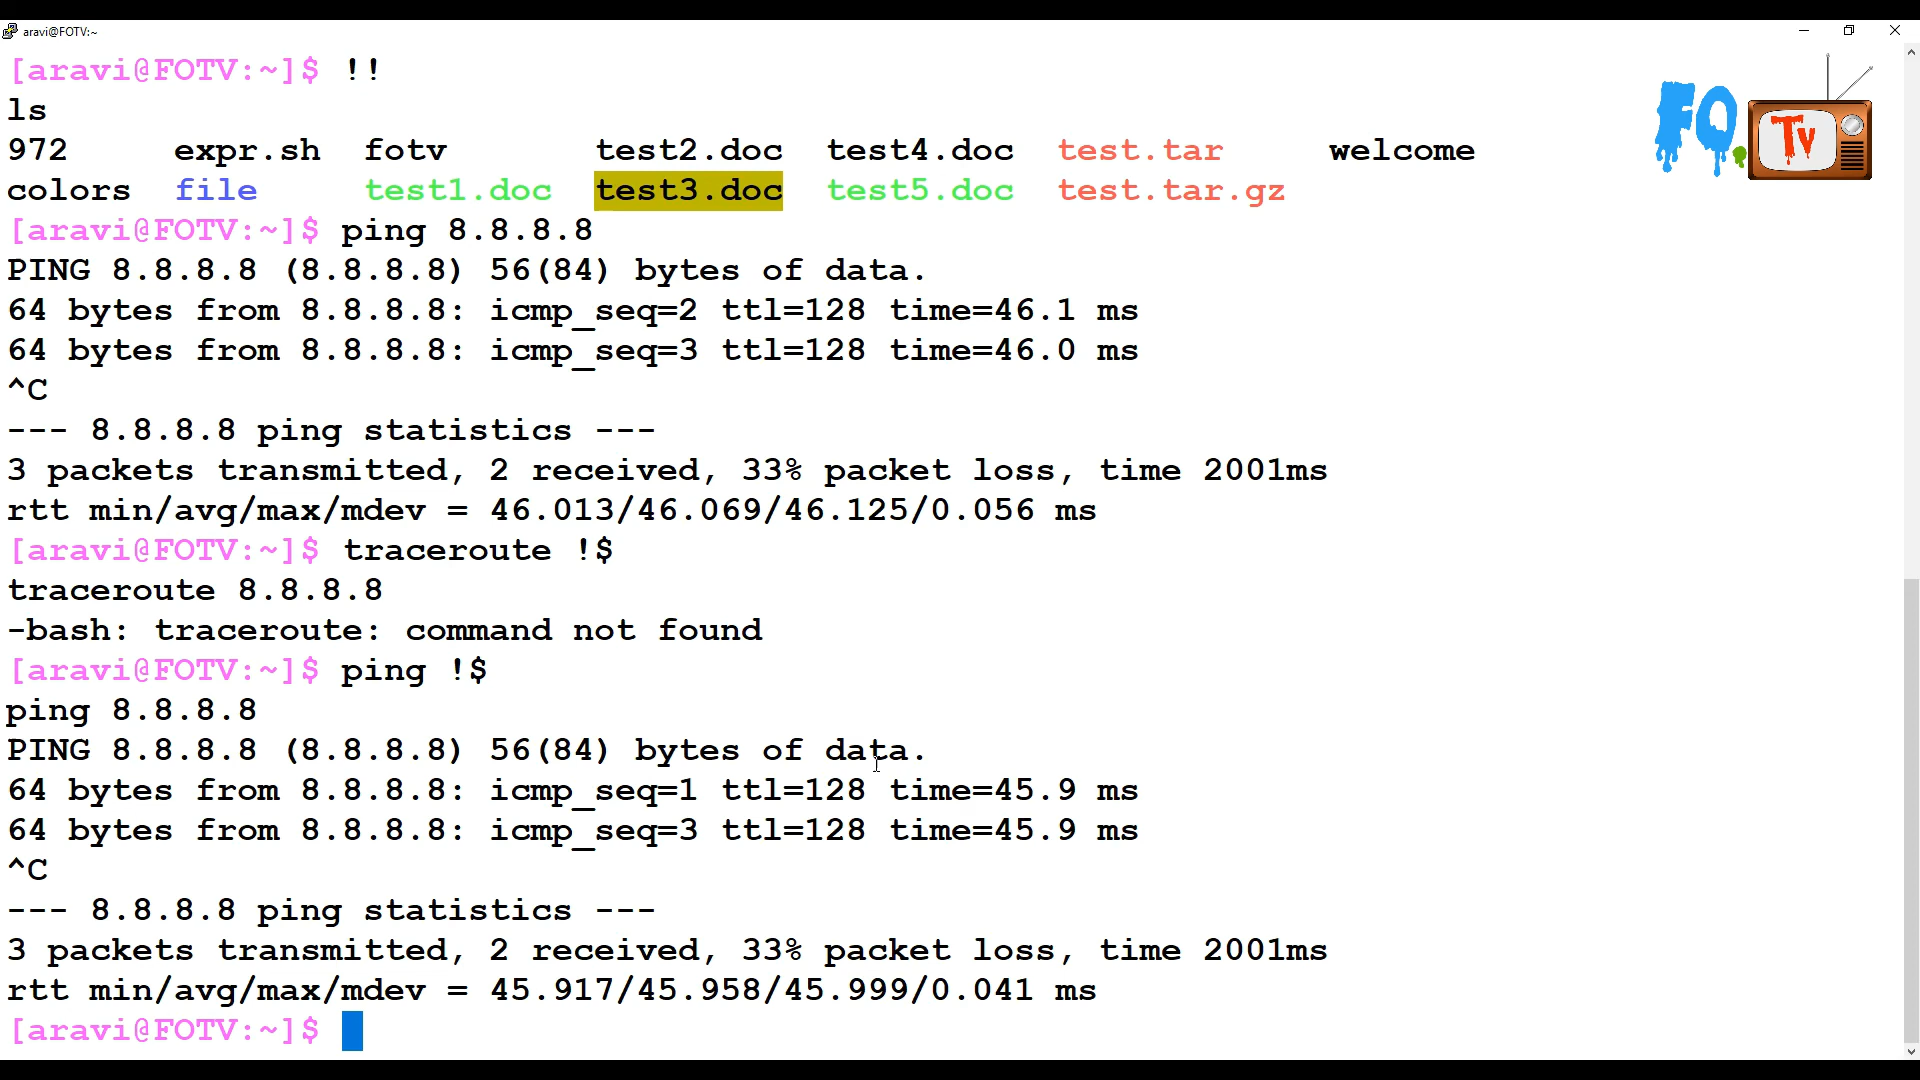 aravi@FOTV:~
[aravi@FOTV:~]$ !!
ls
972 expr.sh fotv test2.doc test4.doc test.tar welcome
colors file test1.doc test3.doc test5.doc test.tar.gz
[aravi@FOTV:~]$ ping 8.8.8.8
PING 8.8.8.8 (8.8.8.8) 56(84) bytes of data.
64 bytes from 8.8.8.8: icmp_seq=2 ttl=128 time=46.1 ms
64 bytes from 8.8.8.8: icmp_seq=3 ttl=128 time=46.0 ms
^C
--- 8.8.8.8 ping statistics ---
3 packets transmitted, 2 received, 33% packet loss, time 2001ms
rtt min/avg/max/mdev = 46.013/46.069/46.125/0.056 ms
[aravi@FOTV:~]$ traceroute !$
traceroute 8.8.8.8
-bash: traceroute: command not found
[aravi@FOTV:~]$ ping !$
ping 8.8.8.8
PING 8.8.8.8 (8.8.8.8) 56(84) bytes of data.
64 bytes from 8.8.8.8: icmp_seq=1 ttl=128 time=45.9 ms
64 bytes from 8.8.8.8: icmp_seq=3 ttl=128 time=45.9 ms
^C
--- 8.8.8.8 ping statistics ---
3 packets transmitted, 2 received, 33% packet loss, time 2001ms
rtt min/avg/max/mdev = 45.917/45.958/45.999/0.041 ms
[aravi@FOTV:~]$
FO.Tv